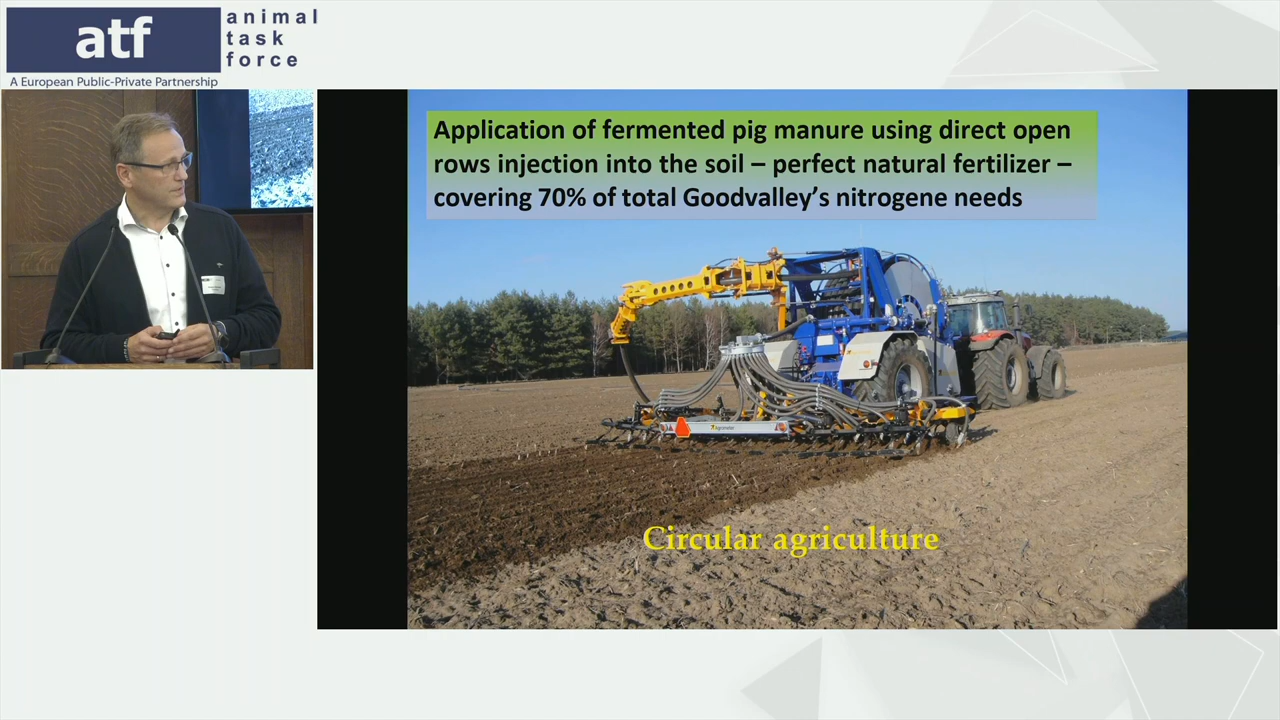 atf
animal
task
force
A European Public-Private Partnership
Application of fermented pig manure using direct open
rows injection into the soil – perfect natural fertilizer –
covering 70% of total Goodvalley's nitrogene needs
Circular agriculture